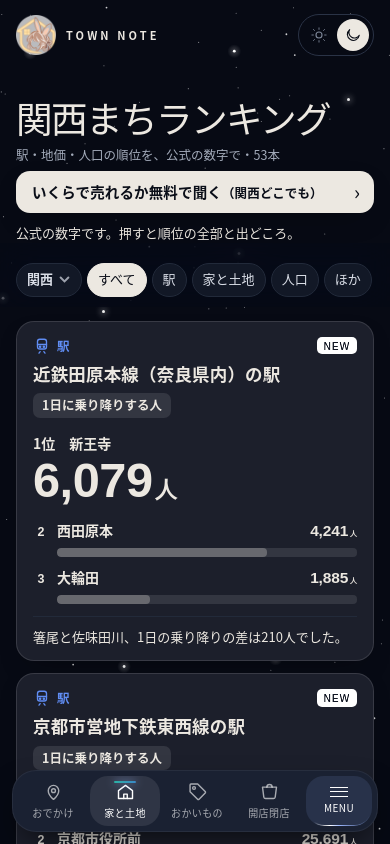 TOWN NOTE
関西まちランキング
駅・地価・人口の順位を、公式の数字で・53本
いくらで売れるか無料で聞く（関西どこでも） ›
公式の数字です。押すと順位の全部と出どころ。
関西 すべて 駅 家と土地 人口 ほか
駅 NEW
近鉄田原本線（奈良県内）の駅
1日に乗り降りする人
1位 新王寺
6,079人
2 西田原本 4,241人
3 大輪田 1,885人
箸尾と佐味田川、1日の乗り降りの差は210人でした。
駅 NEW
京都市営地下鉄東西線の駅
1日に乗り降りする人
おでかけ 家と土地 おかいもの 開店閉店 MENU
2 京都市役所前 25,691人